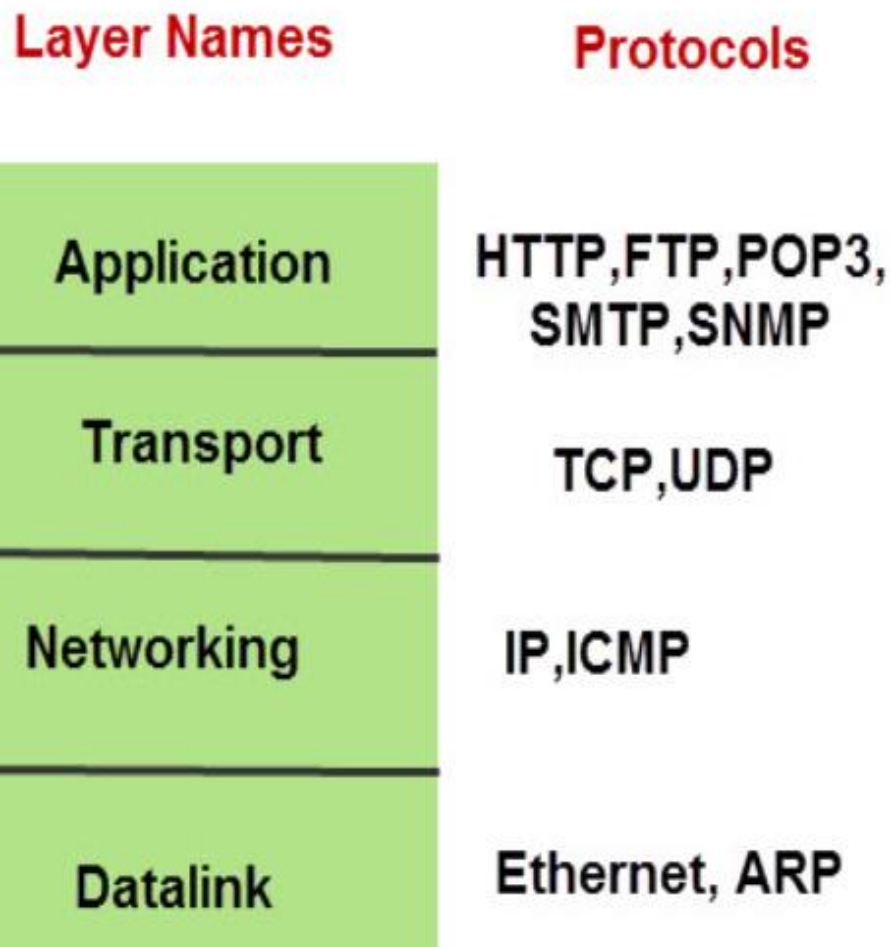 Layer Names Protocols
Application HTTP,FTP,POP3,
SMTP,SNMP
Transport TCP,UDP
Networking IP,ICMP
Datalink Ethernet, ARP